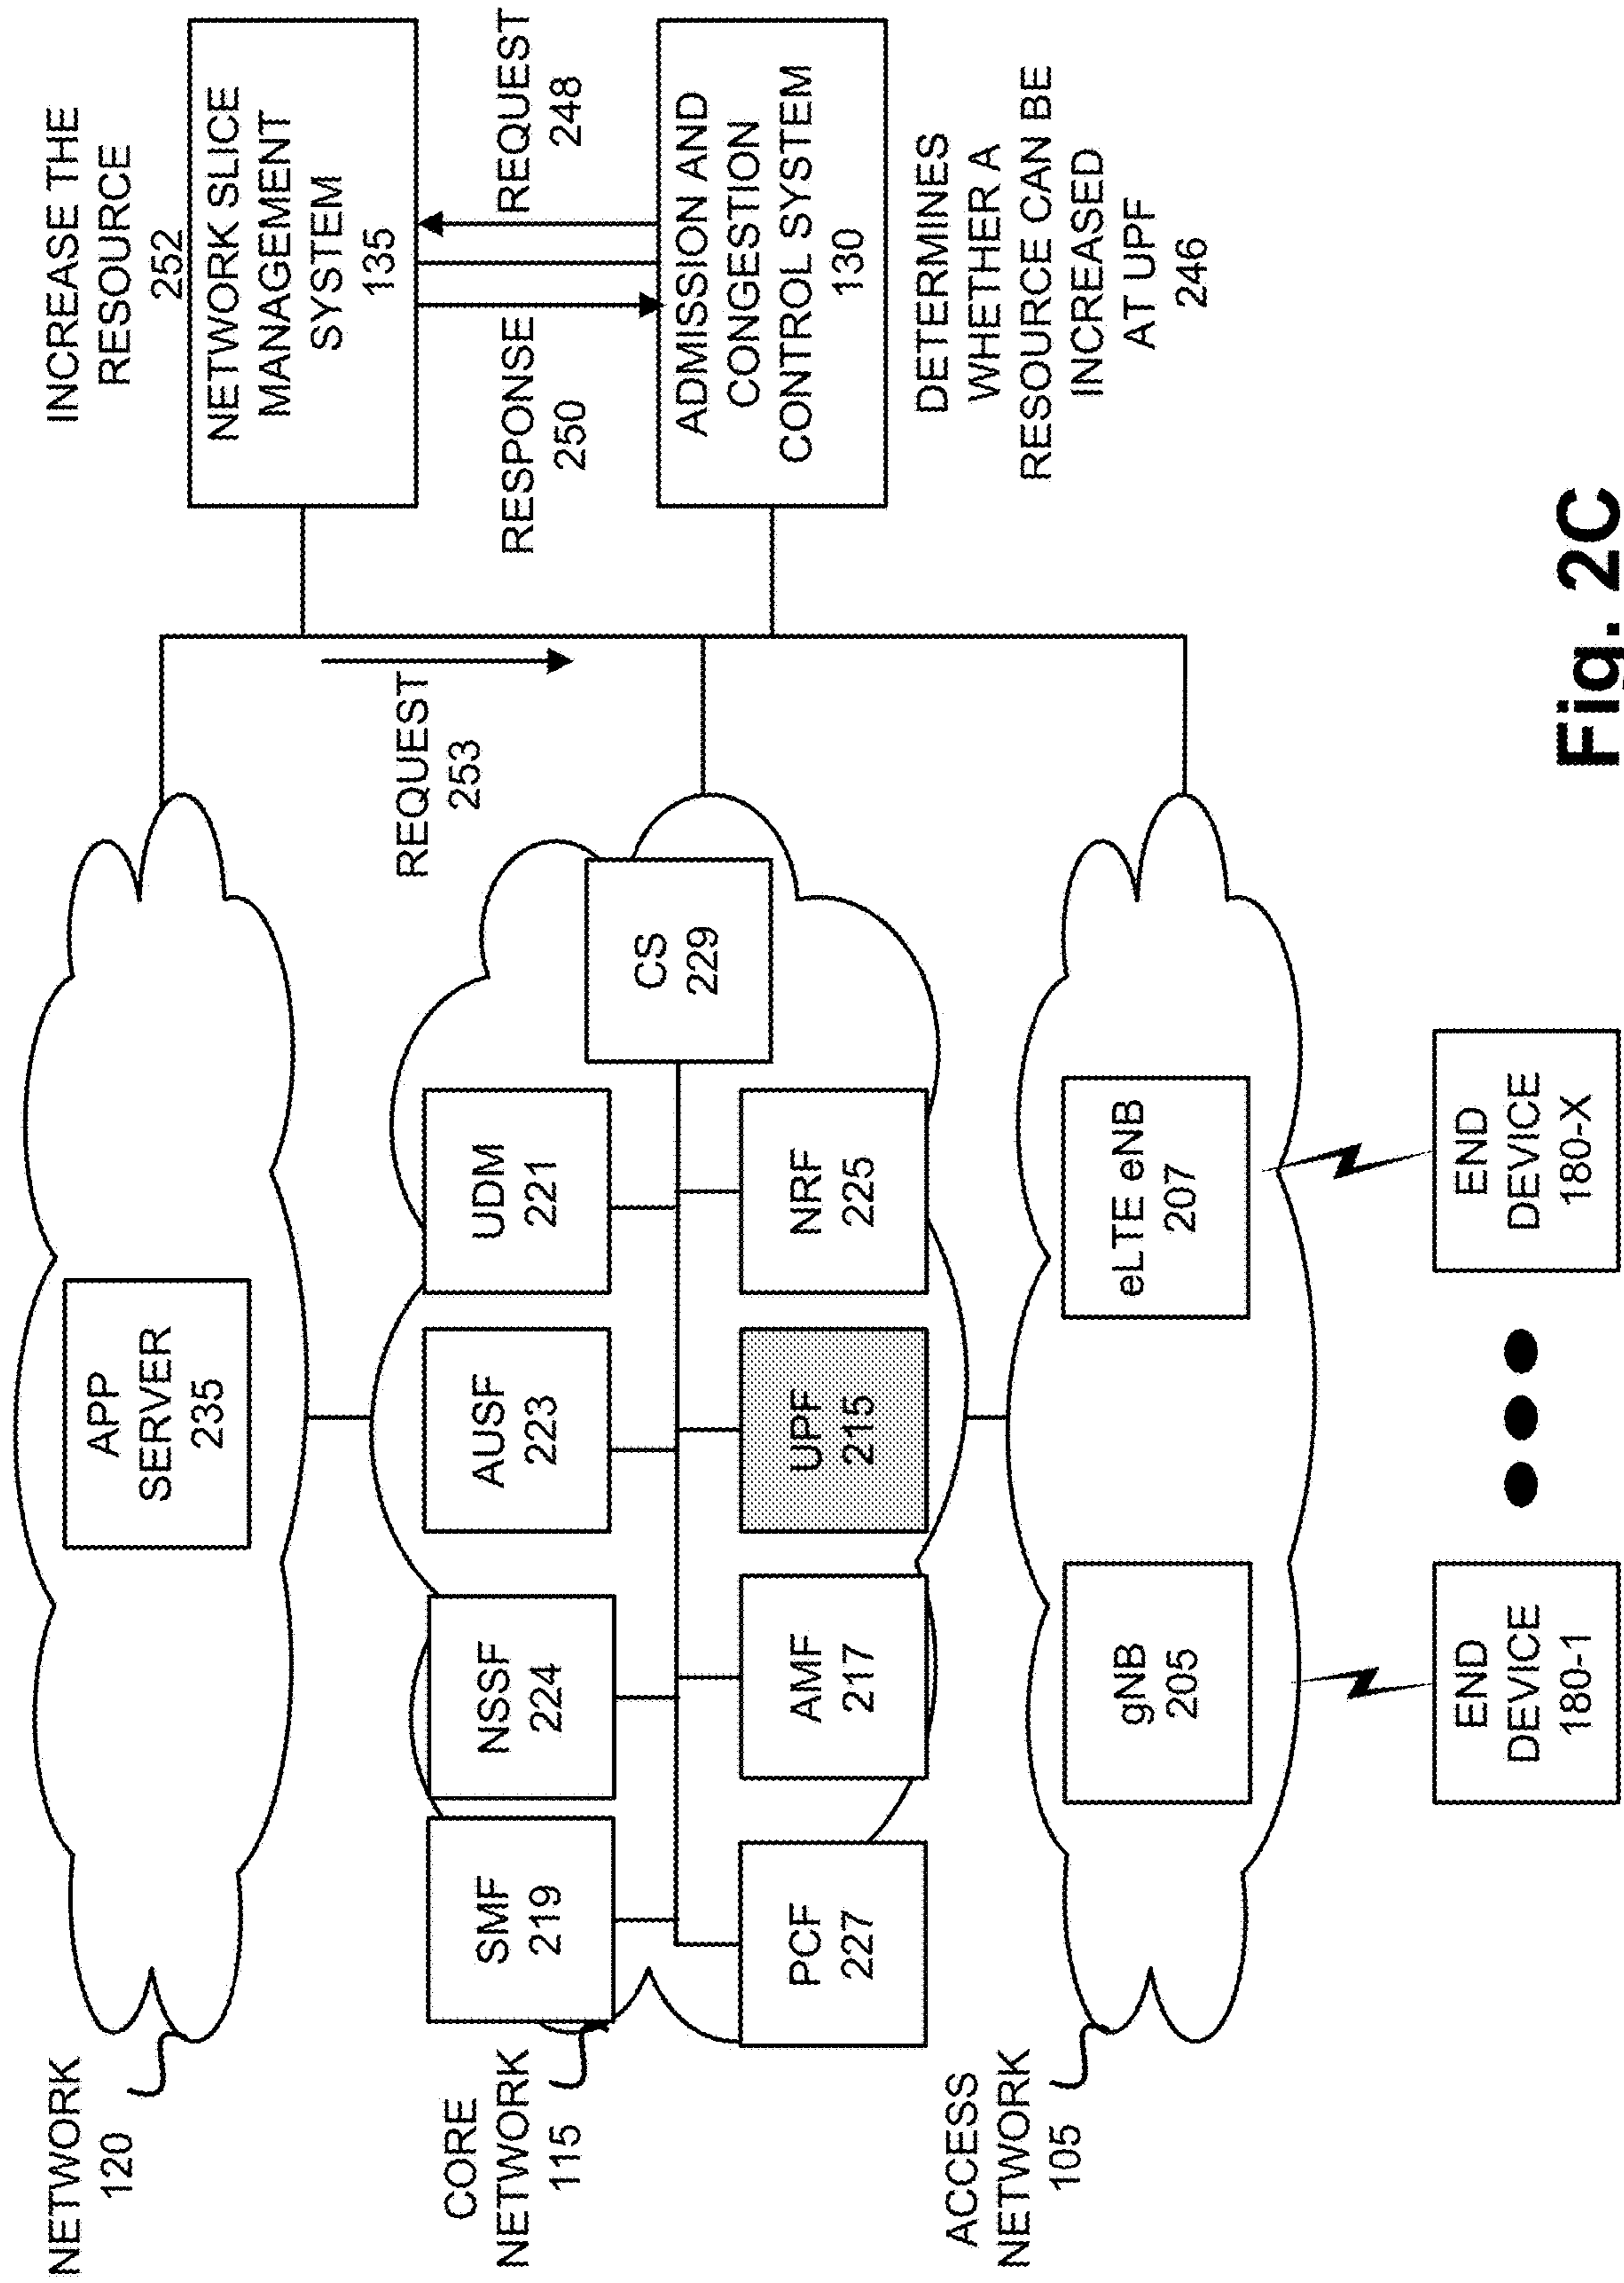 INCREASE THE
RESOURCE
252
NETWORK SLICE
MANAGEMENT
SYSTEM
135
REQUEST
248
RESPONSE
250
ADMISSION AND
CONGESTION
CONTROL SYSTEM
130
DETERMINES
WHETHER A
RESOURCE CAN BE
INCREASED
AT UPF
246
REQUEST
253
NETWORK
120
APP
SERVER
235
CORE
NETWORK
115
SMF
219
NSSF
224
AUSF
223
UDM
221
CS
229
PCF
227
AMF
217
UPF
215
NRF
225
ACCESS
NETWORK
105
gNB
205
eLTE eNB
207
END
DEVICE
180-1
END
DEVICE
180-X
Fig. 2C